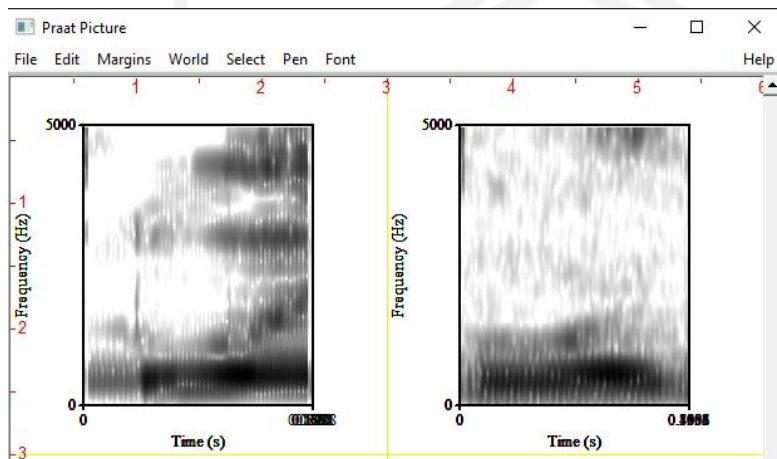 Praat Picture
File Edit Margins World Select Pen Font Help
1 2 3 4 5 6
5000 5000
1
Frequency (Hz) Frequency (Hz)
2
0 0
0 0
Time (s) Time (s)
3